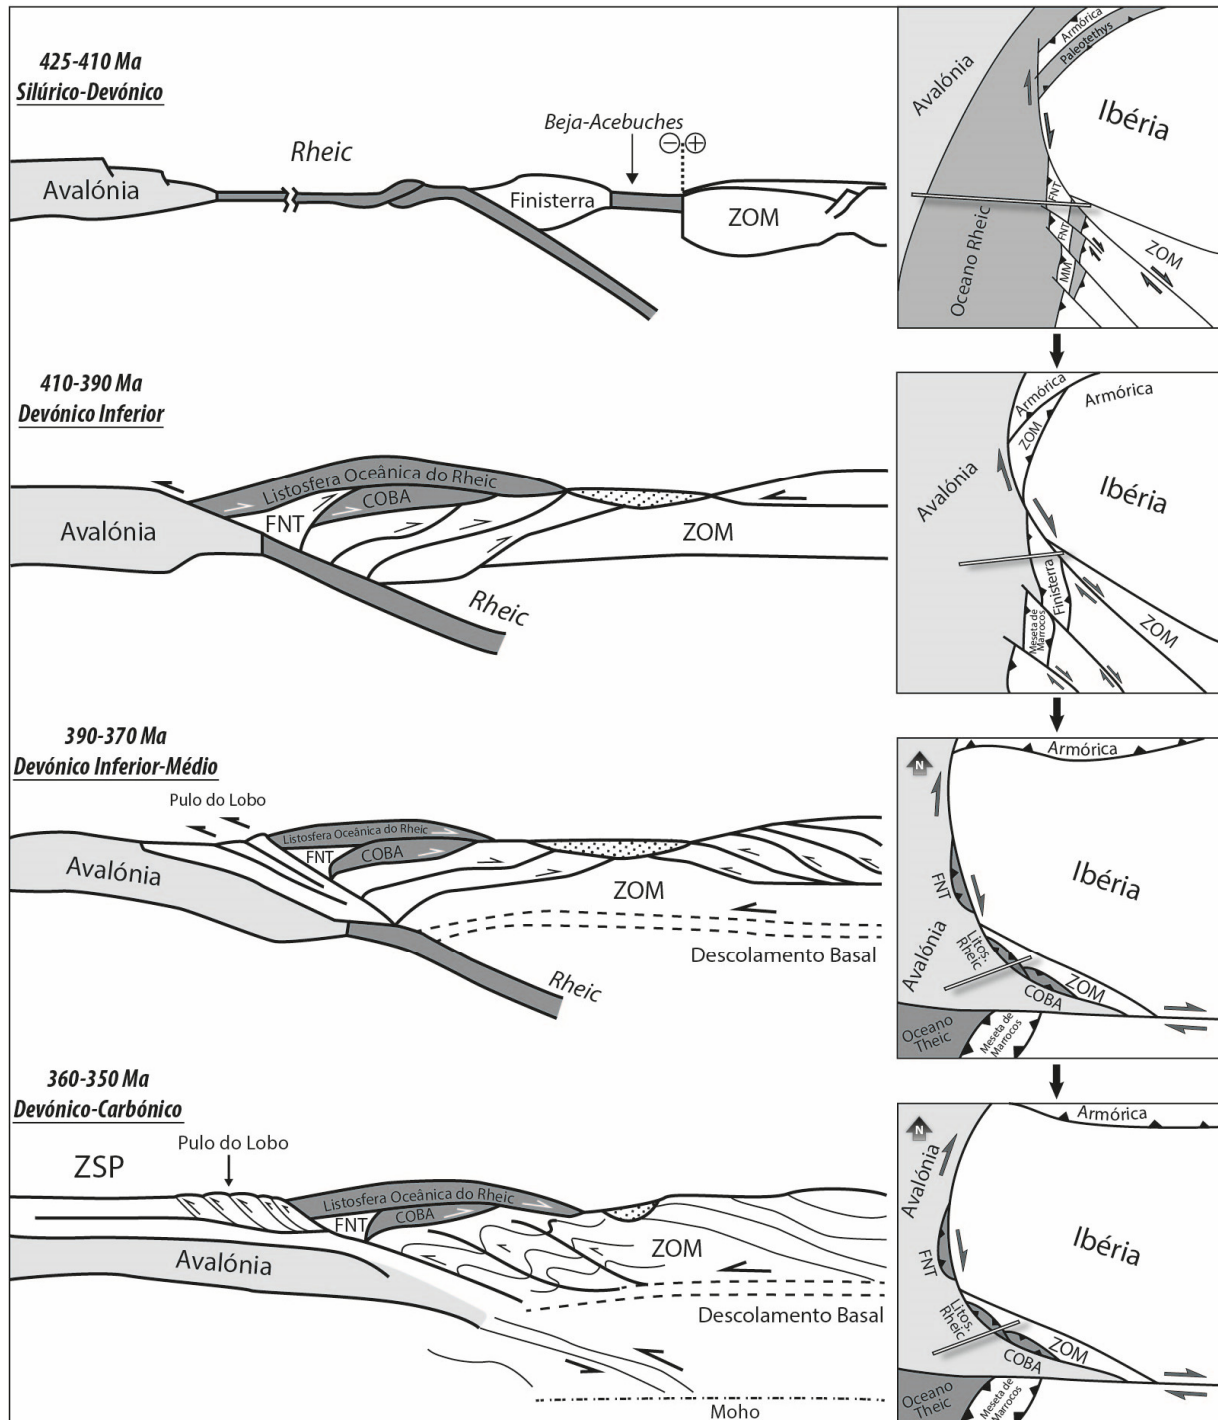 425-410 Ma
Silúrico-Devónico
Rheic
Beja-Acebuches
Avalónia
Finisterra
ZOM
Avalónia
Armórica
Paleotethys
Ibéria
Oceano Rheic
FNT
FNT
MM
ZOM
410-390 Ma
Devónico Inferior
Avalónia
Listosfera Oceânica do Rheic
COBA
FNT
ZOM
Rheic
Armórica
Armórica
ZOM
Avalónia
Ibéria
Finisterra
Meseta de
Marrocos
ZOM
390-370 Ma
Devónico Inferior-Médio
Pulo do Lobo
Listosfera Oceânica do Rheic
FNT
COBA
Avalónia
ZOM
Descolamento Basal
Rheic
Armórica
N
Ibéria
FNT
Avalónia
Litos.
Rheic
ZOM
COBA
Oceano
Theic
Meseta de
Marrocos
360-350 Ma
Devónico-Carbónico
Pulo do Lobo
ZSP
Listosfera Oceânica do Rheic
FNT
COBA
Avalónia
ZOM
Descolamento Basal
Moho
Armórica
N
Avalónia
Ibéria
FNT
Litos.
Rheic
ZOM
COBA
Oceano
Theic
Meseta de
Marrocos